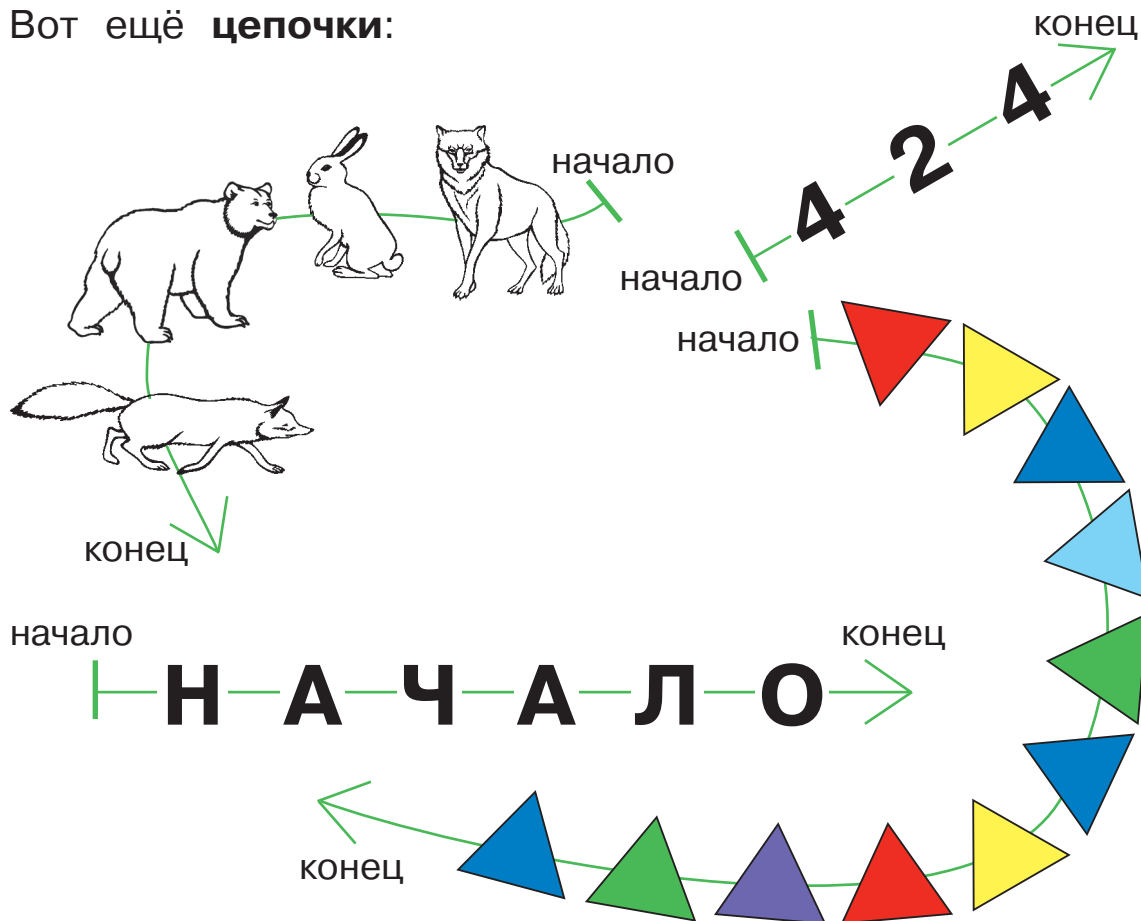 Вот ещё цепочки:
конец
4 2 4
начало
начало
начало
конец
начало
конец
Н А Ч А Л О
конец